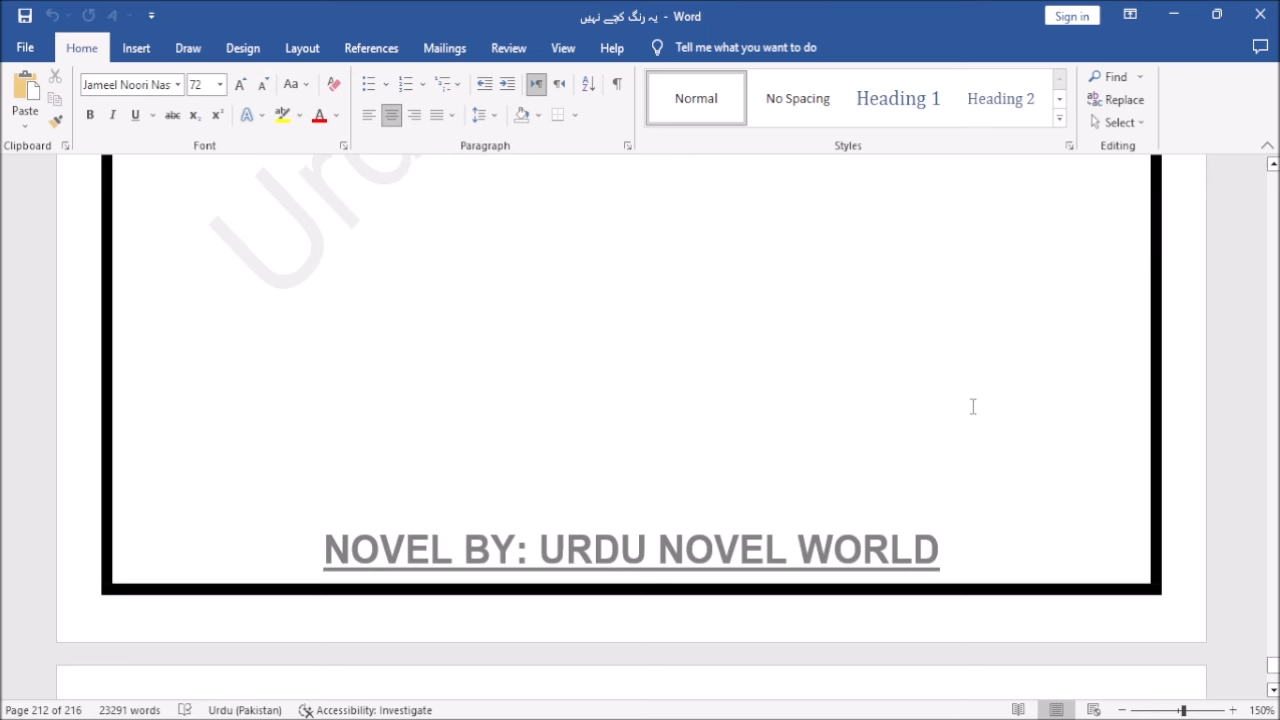 یہ رنگ کچے نہیں - Word
Sign in
File
Home
Insert
Draw
Design
Layout
References
Mailings
Review
View
Help
Tell me what you want to do
Paste
Jameel Noori Nas
72
Aa
Normal
No Spacing
Heading 1
Heading 2
Find
Replace
Select
Clipboard
Font
Paragraph
Styles
Editing
Urd
NOVEL BY: URDU NOVEL WORLD
Page 212 of 216
23291 words
Urdu (Pakistan)
Accessibility: Investigate
150%